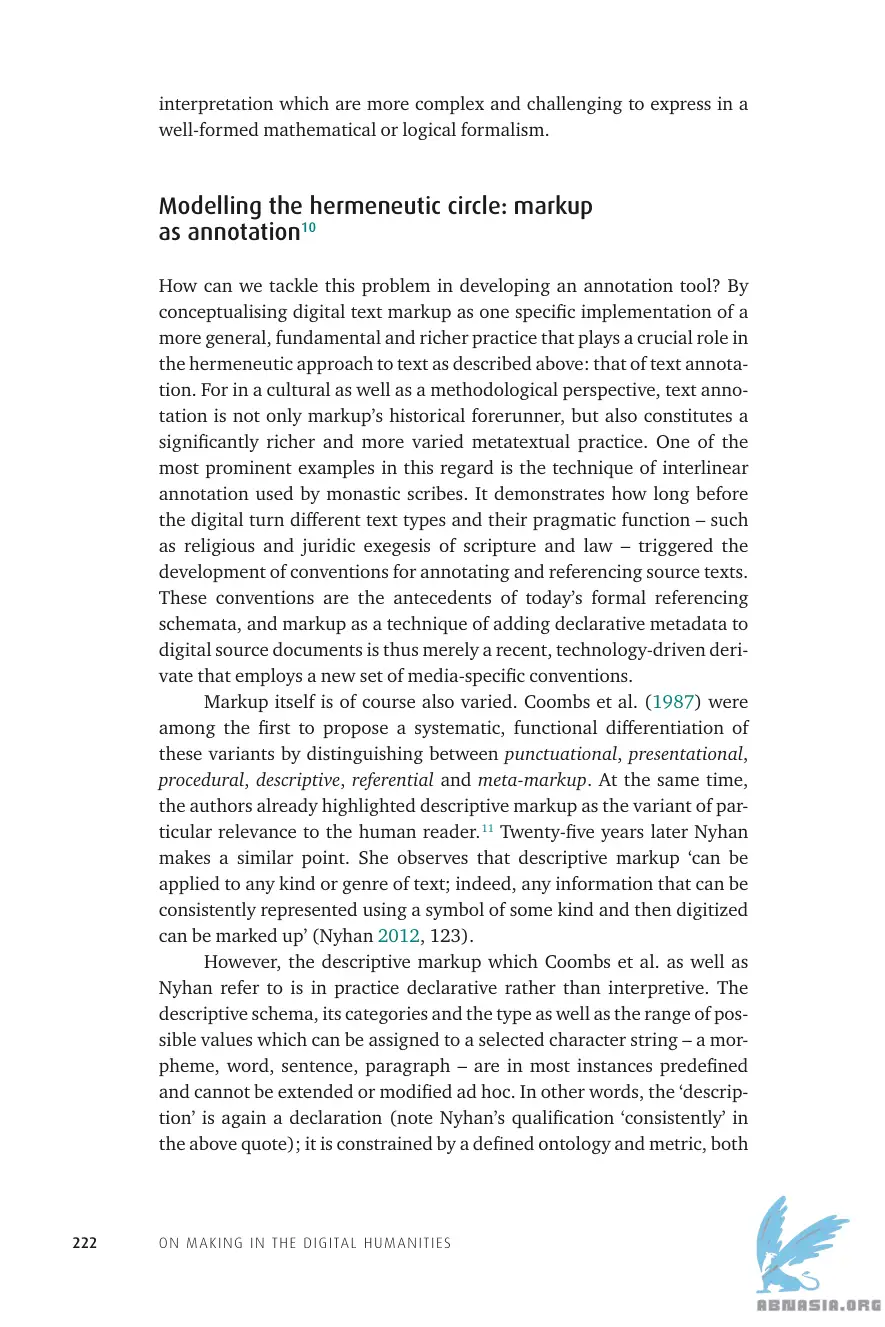 interpretation which are more complex and challenging to express in a
well-formed mathematical or logical formalism.
Modelling the hermeneutic circle: markup
as annotation10
How can we tackle this problem in developing an annotation tool? By
conceptualising digital text markup as one specific implementation of a
more general, fundamental and richer practice that plays a crucial role in
the hermeneutic approach to text as described above: that of text annota-
tion. For in a cultural as well as a methodological perspective, text anno-
tation is not only markup’s historical forerunner, but also constitutes a
significantly richer and more varied metatextual practice. One of the
most prominent examples in this regard is the technique of interlinear
annotation used by monastic scribes. It demonstrates how long before
the digital turn different text types and their pragmatic function – such
as religious and juridic exegesis of scripture and law – triggered the
development of conventions for annotating and referencing source texts.
These conventions are the antecedents of today’s formal referencing
schemata, and markup as a technique of adding declarative metadata to
digital source documents is thus merely a recent, technology-driven deri-
vate that employs a new set of media-specific conventions.
Markup itself is of course also varied. Coombs et al. (1987) were
among the first to propose a systematic, functional differentiation of
these variants by distinguishing between punctuational, presentational,
procedural, descriptive, referential and meta-markup. At the same time,
the authors already highlighted descriptive markup as the variant of par-
ticular relevance to the human reader.11 Twenty-five years later Nyhan
makes a similar point. She observes that descriptive markup ‘can be
applied to any kind or genre of text; indeed, any information that can be
consistently represented using a symbol of some kind and then digitized
can be marked up’ (Nyhan 2012, 123).
However, the descriptive markup which Coombs et al. as well as
Nyhan refer to is in practice declarative rather than interpretive. The
descriptive schema, its categories and the type as well as the range of pos-
sible values which can be assigned to a selected character string – a mor-
pheme, word, sentence, paragraph – are in most instances predefined
and cannot be extended or modified ad hoc. In other words, the ‘descrip-
tion’ is again a declaration (note Nyhan’s qualification ‘consistently’ in
the above quote); it is constrained by a defined ontology and metric, both
222 ON MAKING IN THE DIGITAL HUMANITIES
ABNASIA.ORG